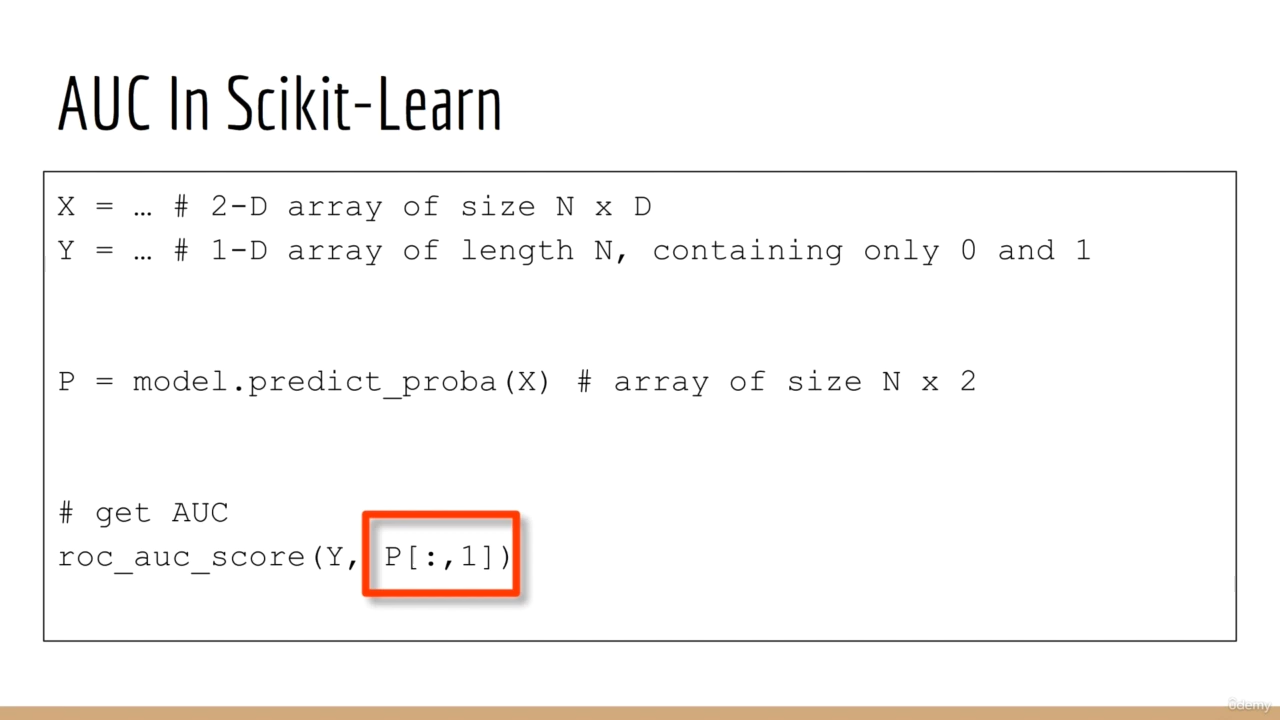 AUC In Scikit-Learn
X = … # 2-D array of size N x D
Y = … # 1-D array of length N, containing only 0 and 1
P = model.predict_proba(X) # array of size N x 2
# get AUC
roc_auc_score(Y, P[:,1])
ûdemy